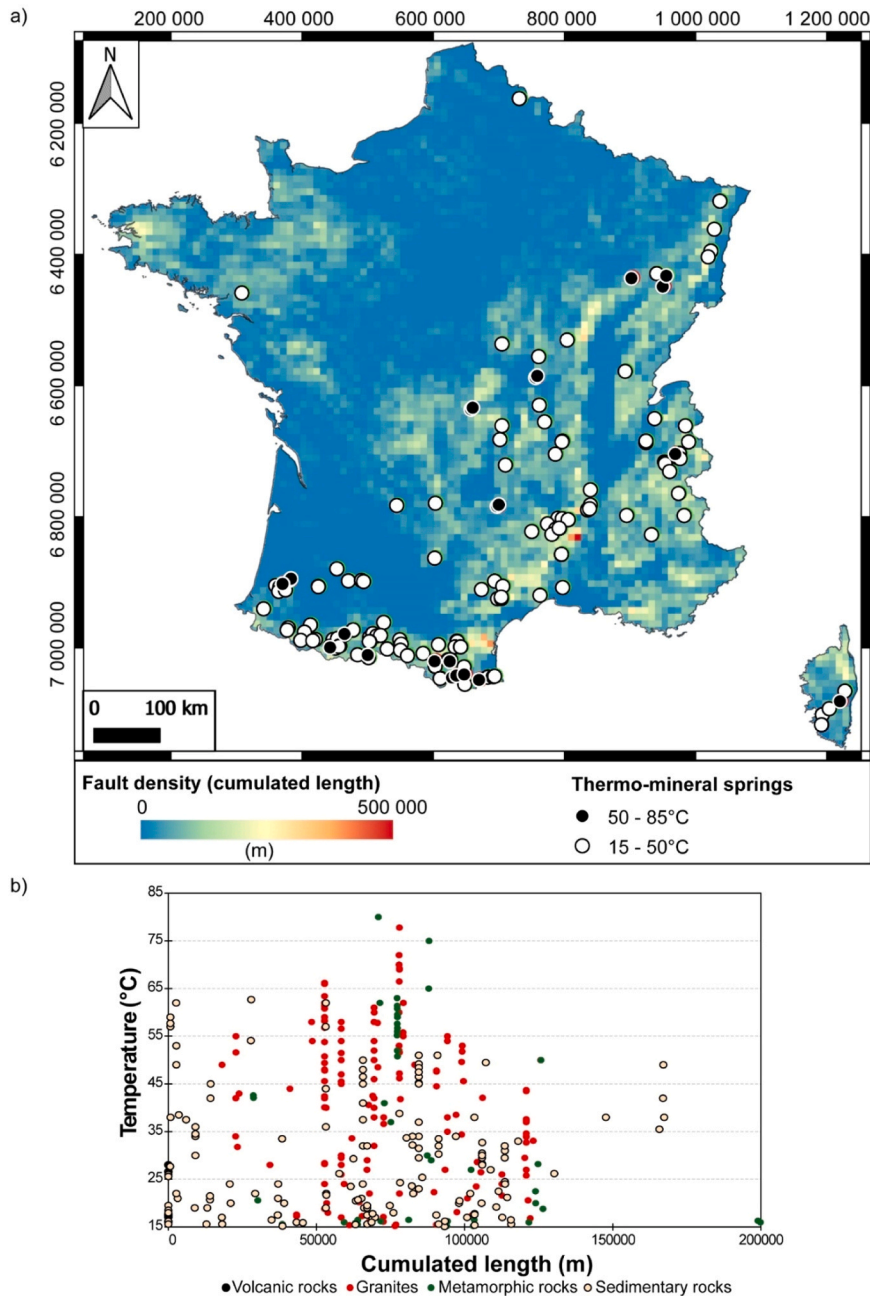 a)
200 000 400 000 600 000 800 000 1 000 000 1 200 000
N
6 200 000
6 400 000
6 600 000
6 800 000
7 000 000
0 100 km
Fault density (cumulated length)
0 500 000
(m)
Thermo-mineral springs
50 - 85°C
15 - 50°C
b)
Temperature (°C)
85
75
65
55
45
35
25
15
0 50000 100000 150000 200000
Cumulated length (m)
Volcanic rocks Granites Metamorphic rocks Sedimentary rocks